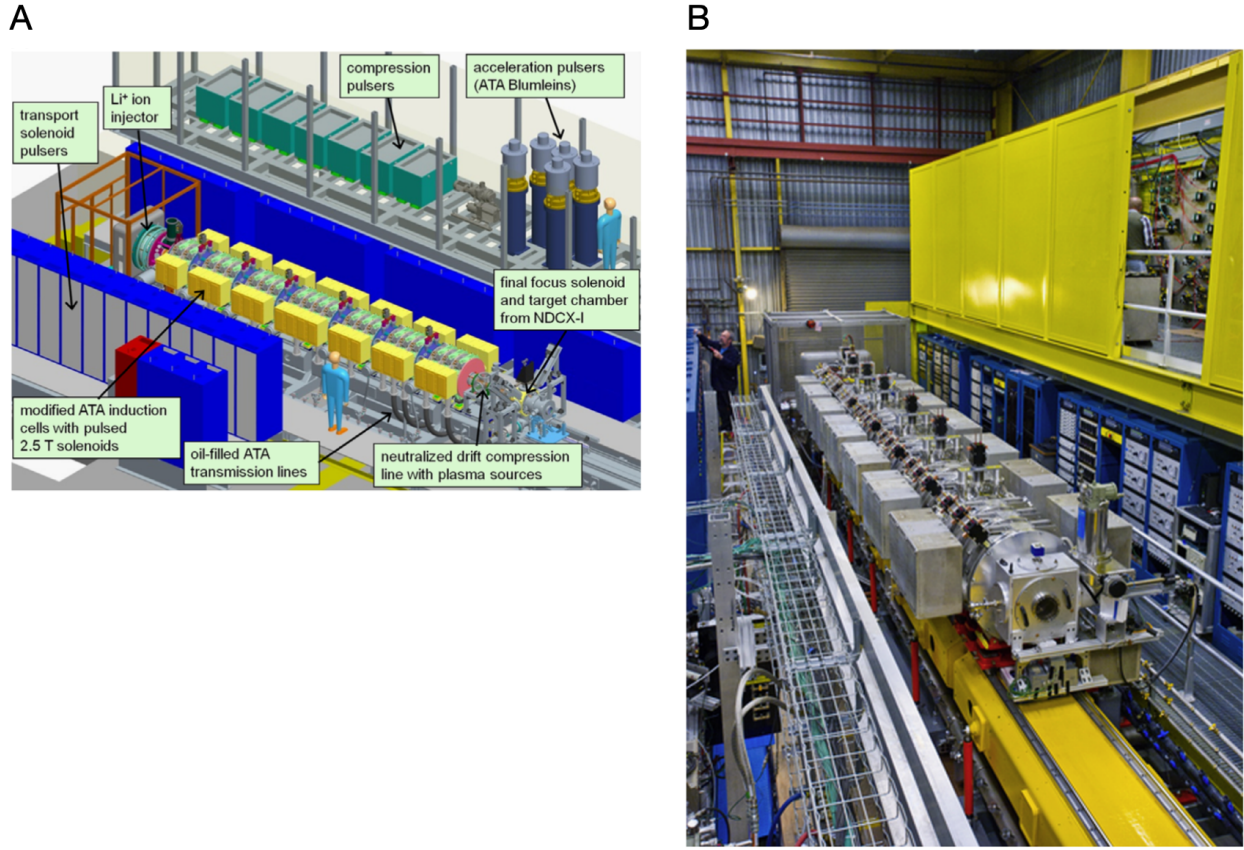 A
B
compression
pulsers
acceleration pulsers
(ATA Blumleins)
Li⁺ ion
injector
transport
solenoid
pulsers
final focus solenoid
and target chamber
from NDCX-I
modified ATA induction
cells with pulsed
2.5 T solenoids
oil-filled ATA
transmission lines
neutralized drift compression
line with plasma sources